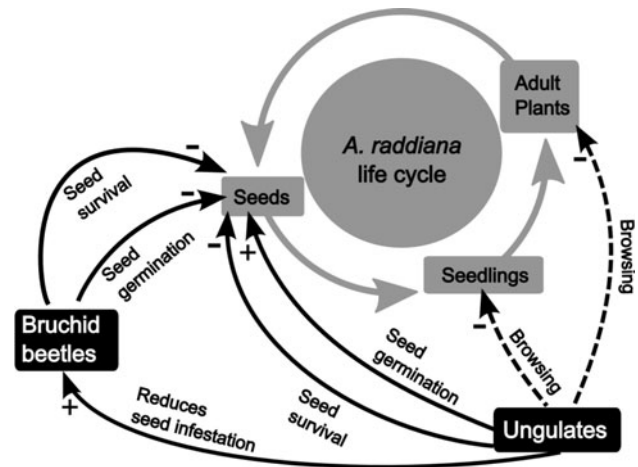 Adult
Plants
A. raddiana
life cycle
-
-
Seed
survival
-
Seeds
-
+
Seed
germination
Browsing
Seedlings
-
Bruchid
beetles
Browsing
Seed
germination
+
Reduces
seed infestation
Seed
survival
Ungulates